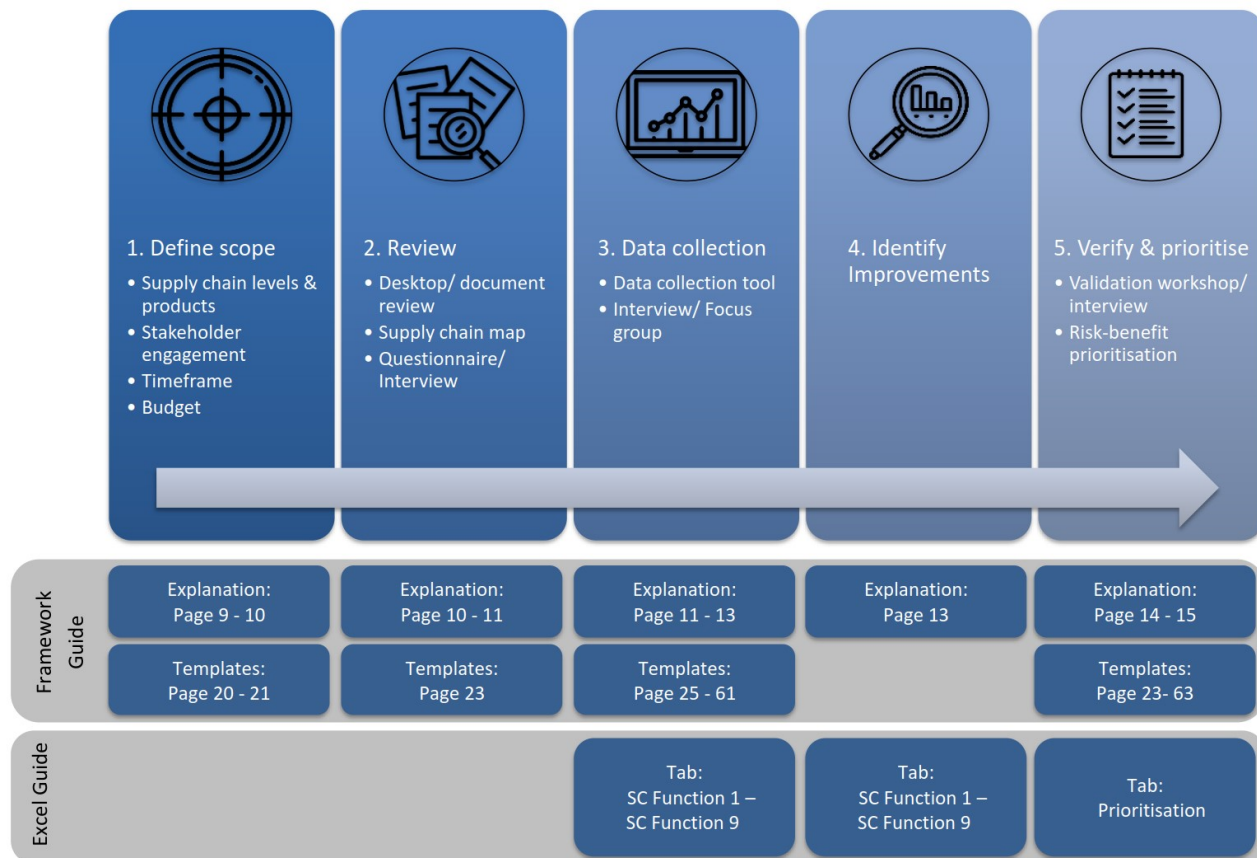 1. Define scope
• Supply chain levels &
products
• Stakeholder
engagement
• Timeframe
• Budget
2. Review
• Desktop/ document
review
• Supply chain map
• Questionnaire/
Interview
3. Data collection
• Data collection tool
• Interview/ Focus
group
4. Identify
Improvements
5. Verify & prioritise
• Validation workshop/
interview
• Risk-benefit
prioritisation
Framework
Guide
Explanation:
Page 9 - 10
Explanation:
Page 10 - 11
Explanation:
Page 11 - 13
Explanation:
Page 13
Explanation:
Page 14 - 15
Templates:
Page 20 - 21
Templates:
Page 23
Templates:
Page 25 - 61
Templates:
Page 23- 63
Excel Guide
Tab:
SC Function 1 –
SC Function 9
Tab:
SC Function 1 –
SC Function 9
Tab:
Prioritisation